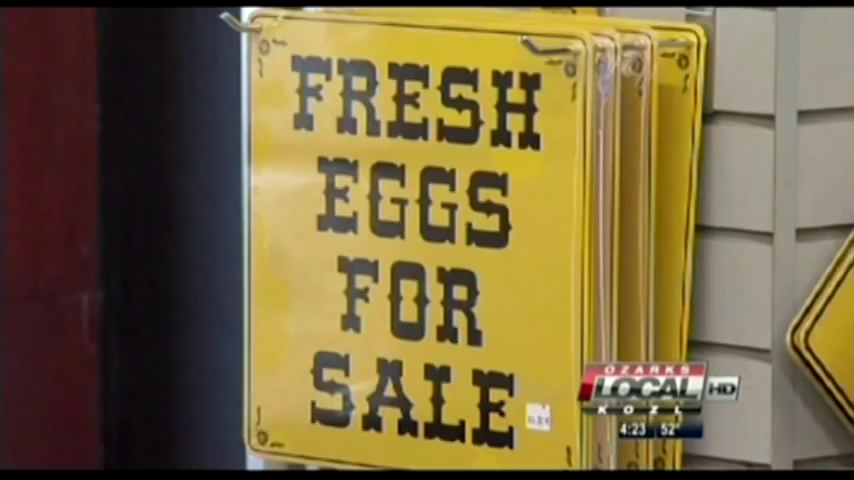 FRESH
EGGS
FOR
SALE
OZARKS
LOCAL HD
KOZL
4:23 52°